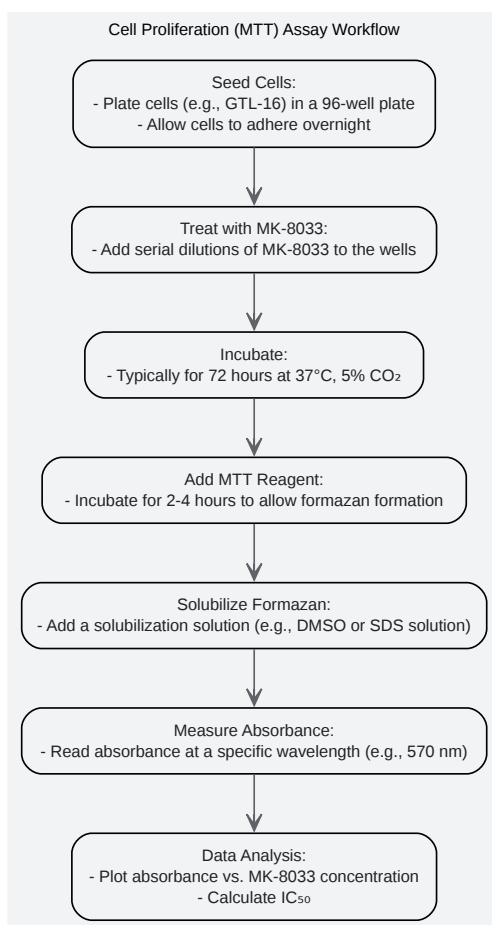 Cell Proliferation (MTT) Assay Workflow
Seed Cells:
- Plate cells (e.g., GTL-16) in a 96-well plate
- Allow cells to adhere overnight
Treat with MK-8033:
- Add serial dilutions of MK-8033 to the wells
Incubate:
- Typically for 72 hours at 37°C, 5% CO₂
Add MTT Reagent:
- Incubate for 2-4 hours to allow formazan formation
Solubilize Formazan:
- Add a solubilization solution (e.g., DMSO or SDS solution)
Measure Absorbance:
- Read absorbance at a specific wavelength (e.g., 570 nm)
Data Analysis:
- Plot absorbance vs. MK-8033 concentration
- Calculate IC₅₀